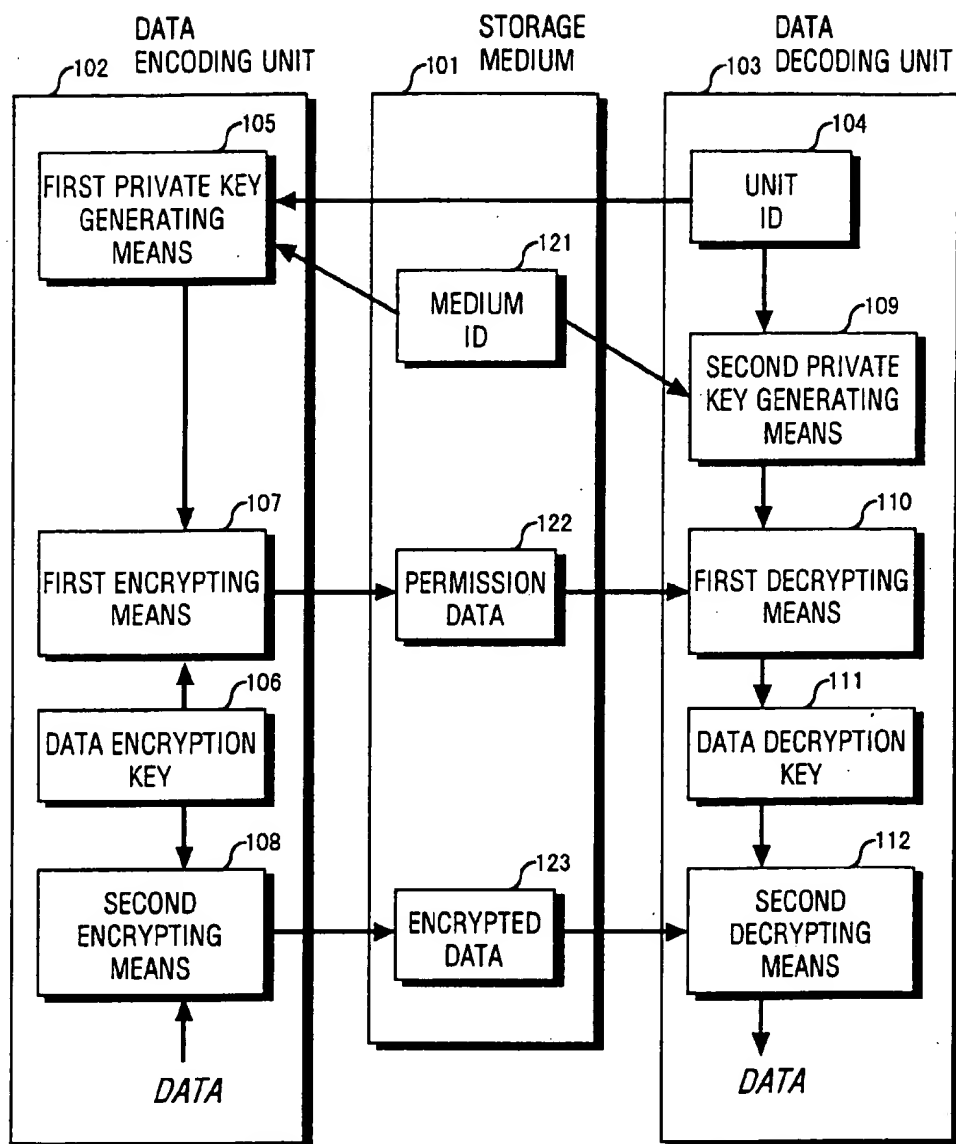 DATA
ENCODING UNIT
102
STORAGE
MEDIUM
101
DATA
DECODING UNIT
103
105
FIRST PRIVATE KEY
GENERATING
MEANS
104
UNIT
ID
121
MEDIUM
ID
109
SECOND PRIVATE
KEY GENERATING
MEANS
107
FIRST ENCRYPTING
MEANS
122
PERMISSION
DATA
110
FIRST DECRYPTING
MEANS
106
DATA ENCRYPTION
KEY
111
DATA DECRYPTION
KEY
108
SECOND
ENCRYPTING
MEANS
123
ENCRYPTED
DATA
112
SECOND
DECRYPTING
MEANS
DATA
DATA